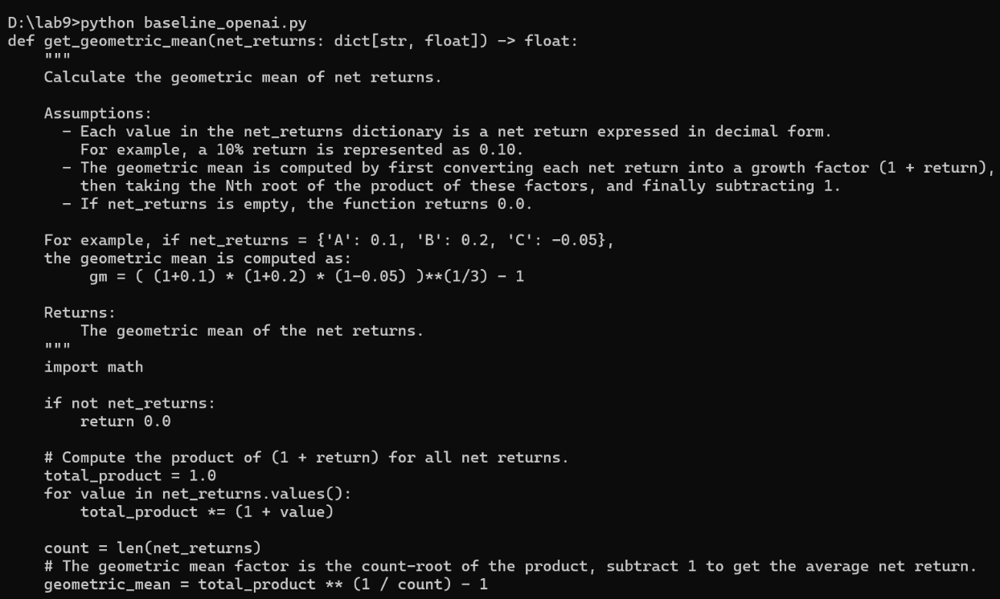 D:\lab9>python baseline_openai.py
def get_geometric_mean(net_returns: dict[str, float]) -> float:
    """
    Calculate the geometric mean of net returns.

    Assumptions:
      - Each value in the net_returns dictionary is a net return expressed in decimal form.
        For example, a 10% return is represented as 0.10.
      - The geometric mean is computed by first converting each net return into a growth factor (1 + return),
        then taking the Nth root of the product of these factors, and finally subtracting 1.
      - If net_returns is empty, the function returns 0.0.

    For example, if net_returns = {'A': 0.1, 'B': 0.2, 'C': -0.05},
    the geometric mean is computed as:
         gm = ( (1+0.1) * (1+0.2) * (1-0.05) )**(1/3) - 1

    Returns:
        The geometric mean of the net returns.
    """
    import math

    if not net_returns:
        return 0.0

    # Compute the product of (1 + return) for all net returns.
    total_product = 1.0
    for value in net_returns.values():
        total_product *= (1 + value)

    count = len(net_returns)
    # The geometric mean factor is the count-root of the product, subtract 1 to get the average net return.
    geometric_mean = total_product ** (1 / count) - 1